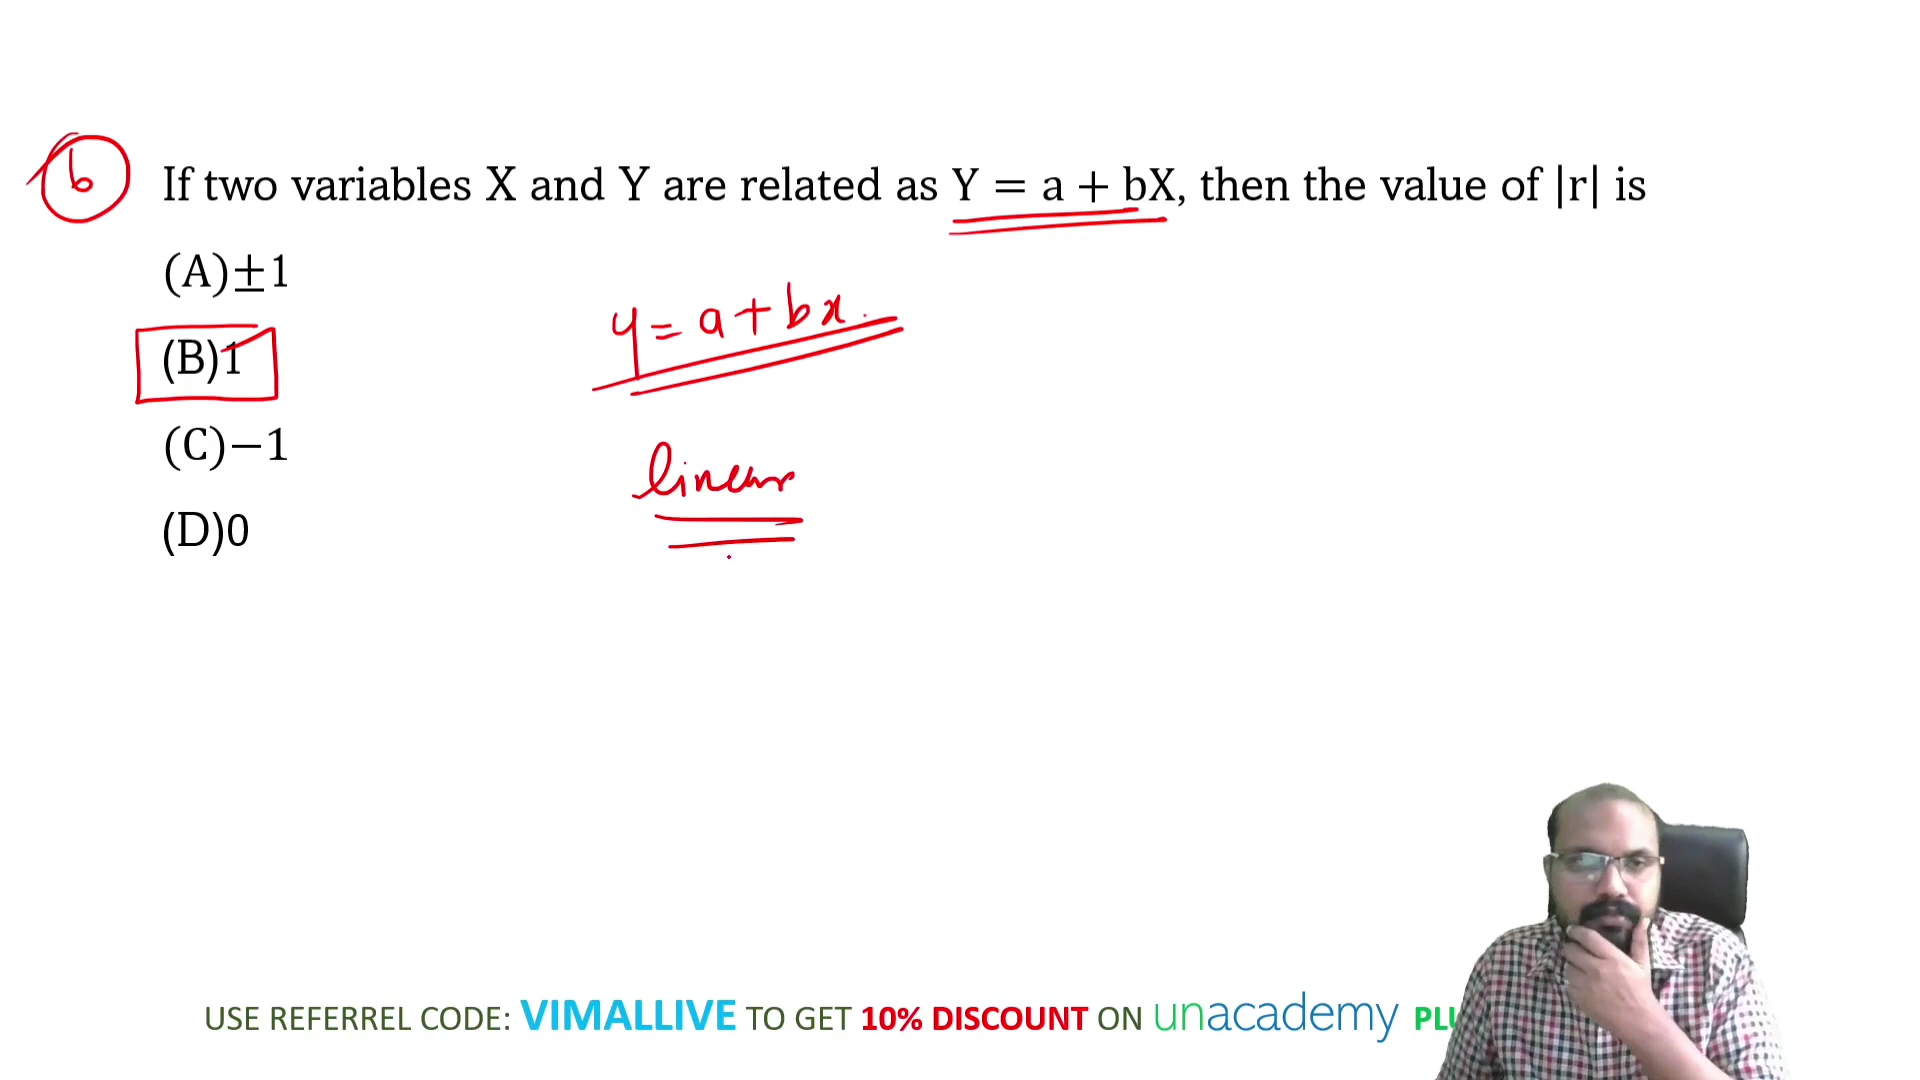 6 If two variables X and Y are related as Y = a + bX, then the value of |r| is
(A)±1
y = a + bx.
(B)1
(C)−1
linear
(D)0
USE REFERREL CODE: VIMALLIVE TO GET 10% DISCOUNT ON unacademy PLU